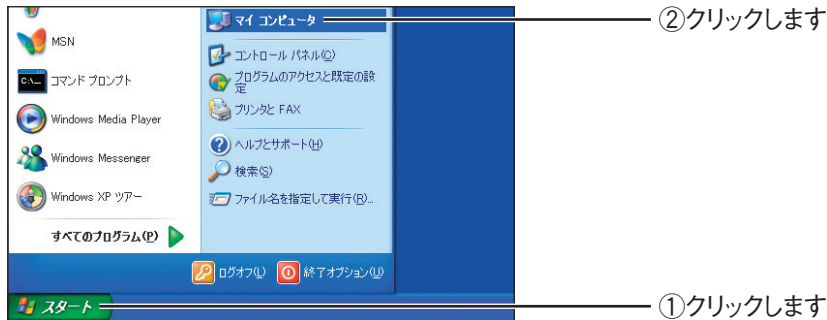 MSN
コマンド プロンプト
Windows Media Player
Windows Messenger
Windows XP ツアー
すべてのプログラム(P)
マイ コンピュータ
コントロール パネル(C)
プログラムのアクセスと既定の設
定
プリンタと FAX
ヘルプとサポート(H)
検索(S)
ファイル名を指定して実行(R)...
ログオフ(L)
終了オプション(U)
スタート
②クリックします
①クリックします